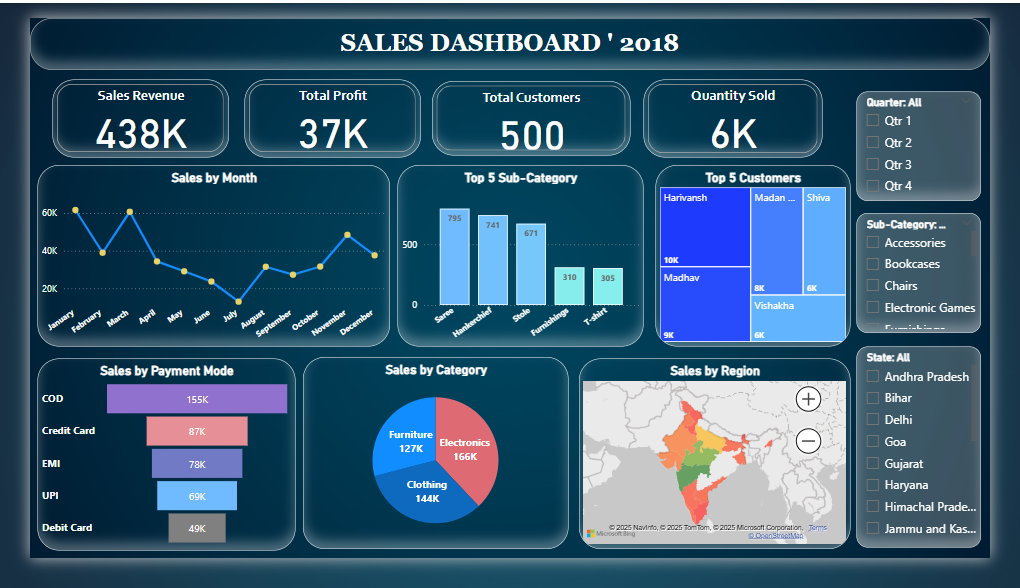 SALES DASHBOARD ' 2018
Sales Revenue
438K
Total Profit
37K
Total Customers
500
Quantity Sold
6K
Quarter: All
Qtr 1
Qtr 2
Qtr 3
Qtr 4
Sales by Month
60K
40K
20K
January
February
March
April
May
June
July
August
September
October
November
December
Top 5 Sub-Category
500
0
795
741
671
310
305
Saree
Hankerchief
Stole
Furnishings
T-shirt
Top 5 Customers
Harivansh
10K
Madhav
9K
Madan ...
8K
Shiva
6K
Vishakha
6K
Sub-Category: ...
Accessories
Bookcases
Chairs
Electronic Games
Furnishings
Sales by Payment Mode
COD
155K
Credit Card
87K
EMI
78K
UPI
69K
Debit Card
49K
Sales by Category
Furniture
127K
Electronics
166K
Clothing
144K
Sales by Region
© 2025 NavInfo, © 2025 TomTom, © 2025 Microsoft Corporation, Terms
© OpenStreetMap
Microsoft Bing
State: All
Andhra Pradesh
Bihar
Delhi
Goa
Gujarat
Haryana
Himachal Prade...
Jammu and Kas...